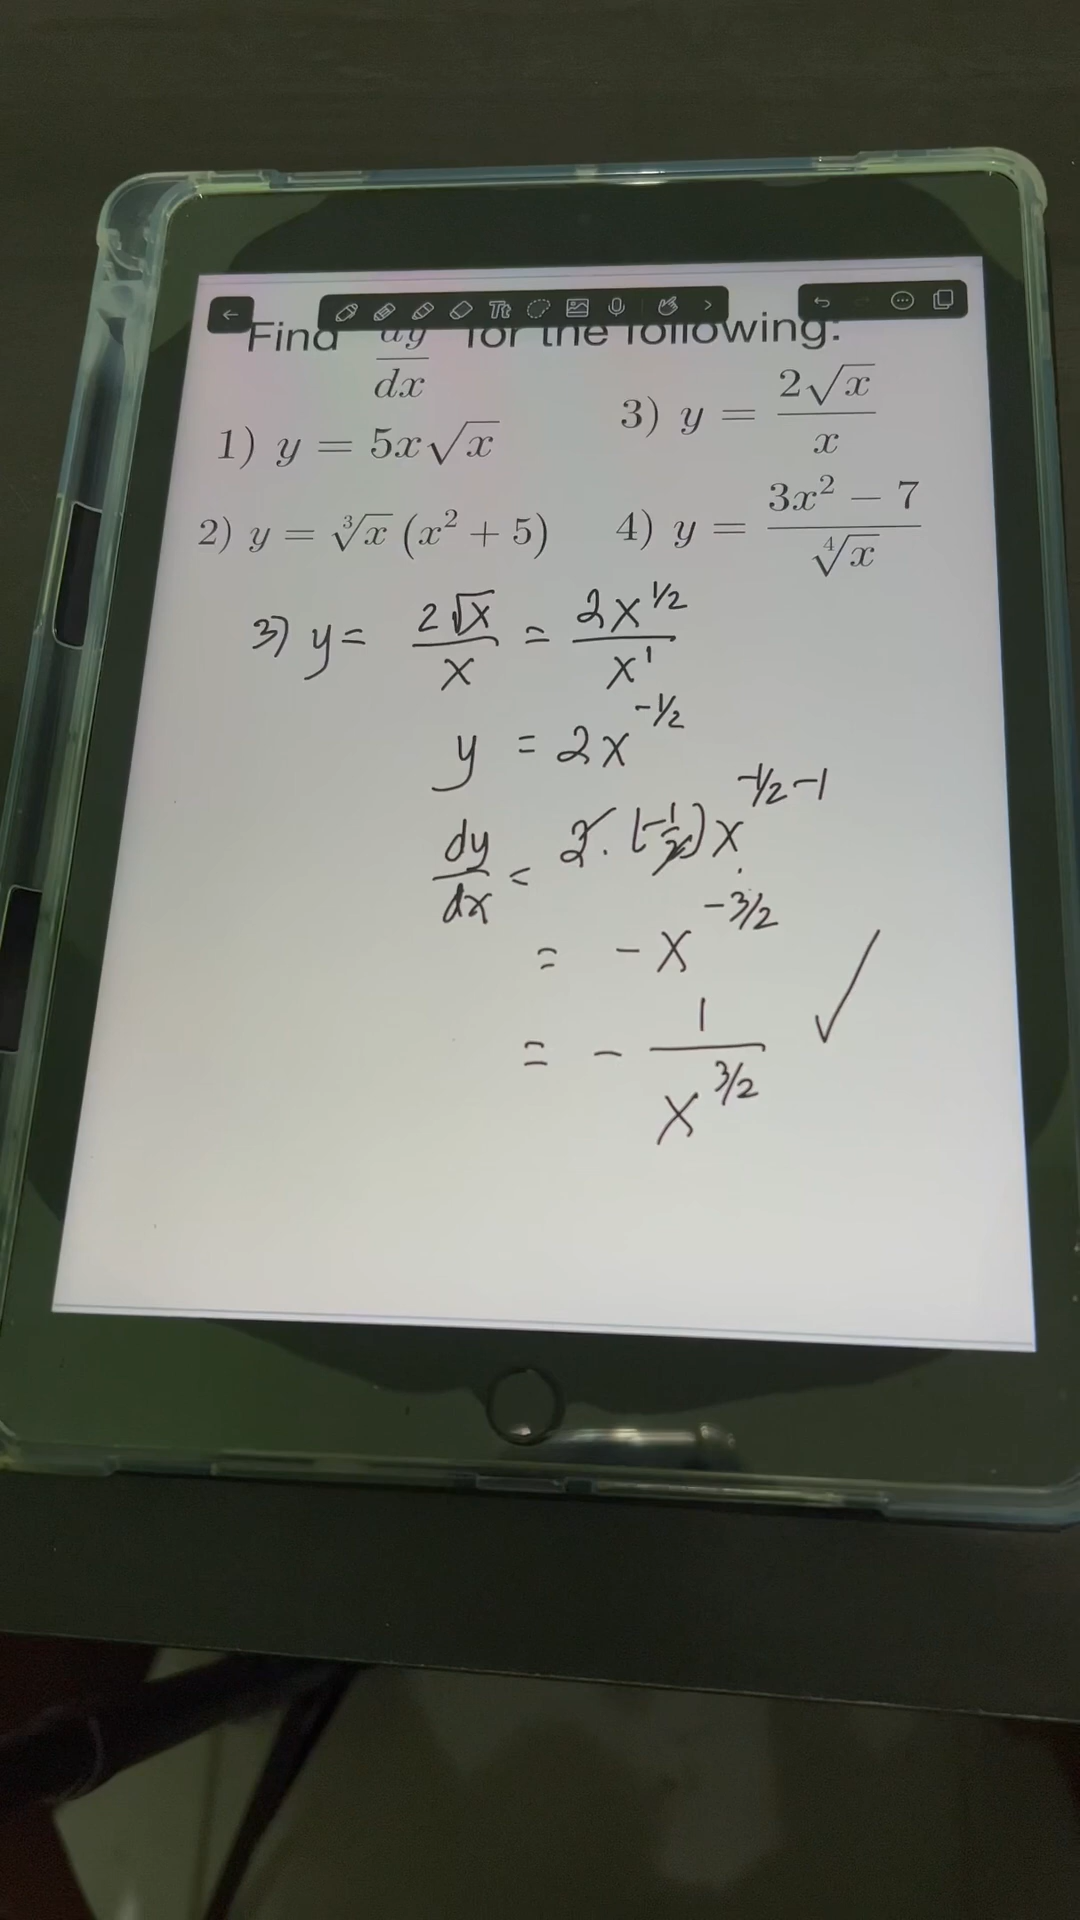 Find dy/dx for the following:
1) y = 5x√x
3) y = 2√x/x
2) y = ∛x (x² + 5)
4) y = (3x² − 7)/∜x
3) y = 2√x/x = 2x^1/2/x^1
y = 2x^-1/2
dy/dx = 2·(-1/2)x^-1/2-1
= -x^-3/2
= - 1/x^3/2 ✓